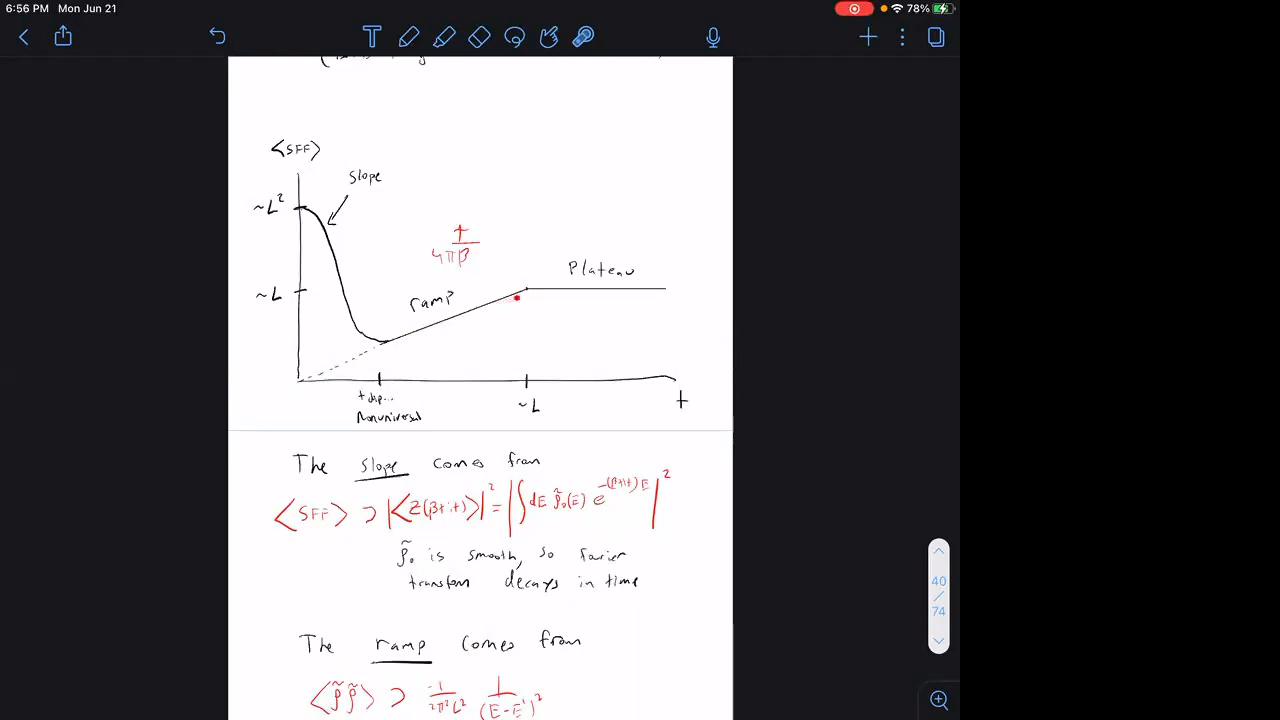 6:56 PM Mon Jun 21
78%
<SFF>
Slope
~L²
t
4πβ
Plateau
~L
ramp
t dip...
Nonuniversal
~L
t
The slope comes from
<SFF> ⊃ |<Z(β+it)>|² = |∫ dE ρ̃₀(E) e^{-(β+it)E}|²
ρ̃₀ is smooth, so fourier
transform decays in time
40
/
74
The ramp comes from
<ρ̃ρ̃> ⊃ -1/(2π²L²) 1/(E-E')²